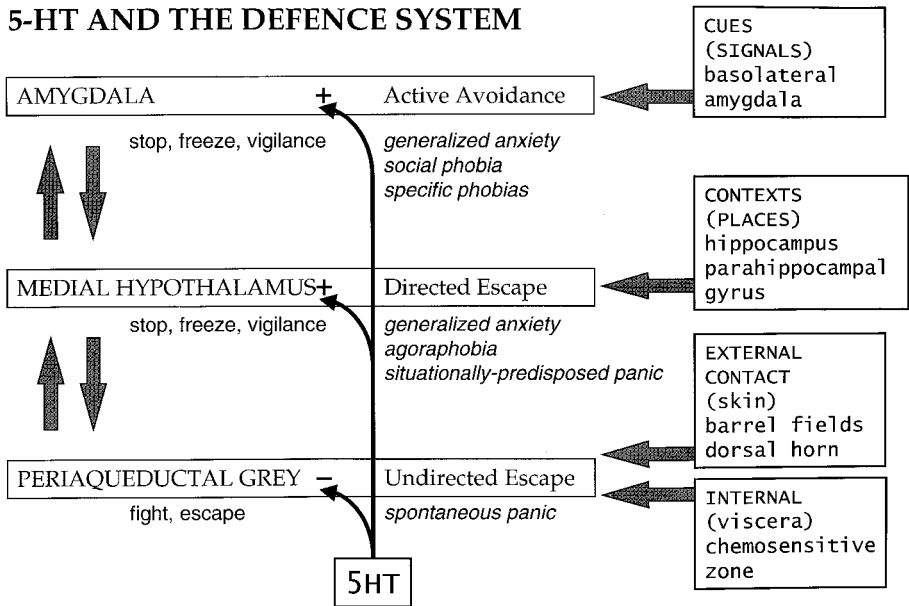 5-HT AND THE DEFENCE SYSTEM
CUES
(SIGNALS)
basolateral
amygdala
AMYGDALA + Active Avoidance
stop, freeze, vigilance
generalized anxiety
social phobia
specific phobias
CONTEXTS
(PLACES)
hippocampus
parahippocampal
gyrus
MEDIAL HYPOTHALAMUS + Directed Escape
stop, freeze, vigilance
generalized anxiety
agoraphobia
situationally-predisposed panic
EXTERNAL
CONTACT
(skin)
barrel fields
dorsal horn
PERIAQUEDUCTAL GREY – Undirected Escape
fight, escape
spontaneous panic
INTERNAL
(viscera)
chemosensitive
zone
5HT